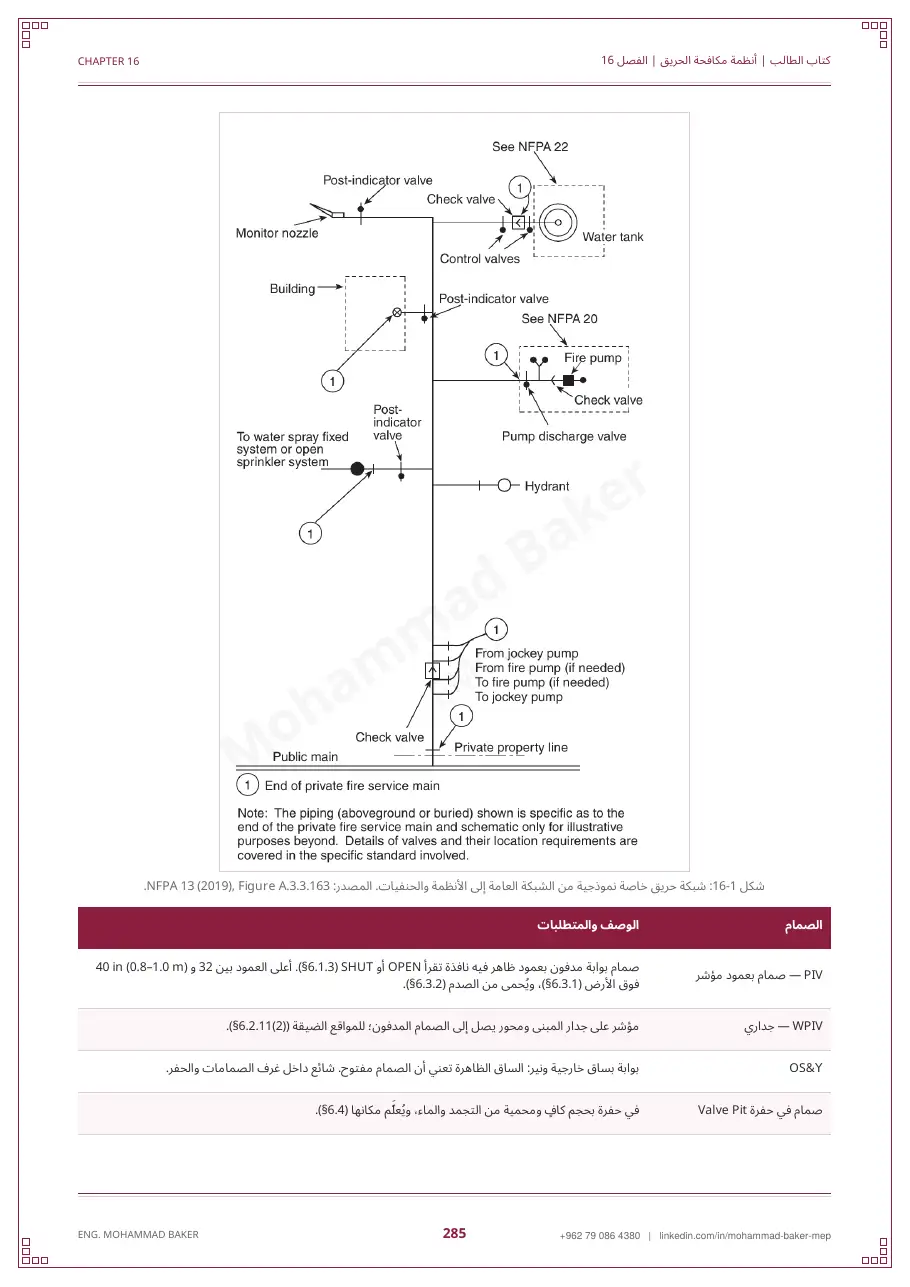 CHAPTER 16
كتاب الطالب | أنظمة مكافحة الحريق | الفصل 16
See NFPA 22
Post-indicator valve
Check valve
1
Monitor nozzle
Water tank
Control valves
Building
Post-indicator valve
See NFPA 20
1
Fire pump
1
Check valve
Post-
indicator
valve
To water spray fixed
system or open
sprinkler system
Pump discharge valve
Hydrant
1
Mohammad Baker
1
From jockey pump
From fire pump (if needed)
To fire pump (if needed)
To jockey pump
1
Check valve
Private property line
Public main
1 End of private fire service main
Note: The piping (aboveground or buried) shown is specific as to the
end of the private fire service main and schematic only for illustrative
purposes beyond. Details of valves and their location requirements are
covered in the specific standard involved.
شكل 1-16: شبكة حريق خاصة نموذجية من الشبكة العامة إلى الأنظمة والحنفيات. المصدر: NFPA 13 (2019), Figure A.3.3.163.
الصمام الوصف والمتطلبات
PIV — صمام بعمود مؤشر صمام بوابة مدفون بعمود ظاهر فيه نافذة تقرأ OPEN أو SHUT (§6.1.3). أعلى العمود بين 32 و 40 in (0.8–1.0 m)
فوق الأرض (§6.3.1)، ويُحمى من الصدم (§6.3.2).
WPIV — جداري مؤشر على جدار المبنى ومحور يصل إلى الصمام المدفون؛ للمواقع الضيقة (§6.2.11(2)).
OS&Y بوابة بساق خارجية ونير: الساق الظاهرة تعني أن الصمام مفتوح. شائع داخل غرف الصمامات والحفر.
صمام في حفرة Valve Pit في حفرة بحجم كافٍ ومحمية من التجمد والماء، ويُعلَّم مكانها (§6.4).
ENG. MOHAMMAD BAKER
285
+962 79 086 4380 | linkedin.com/in/mohammad-baker-mep